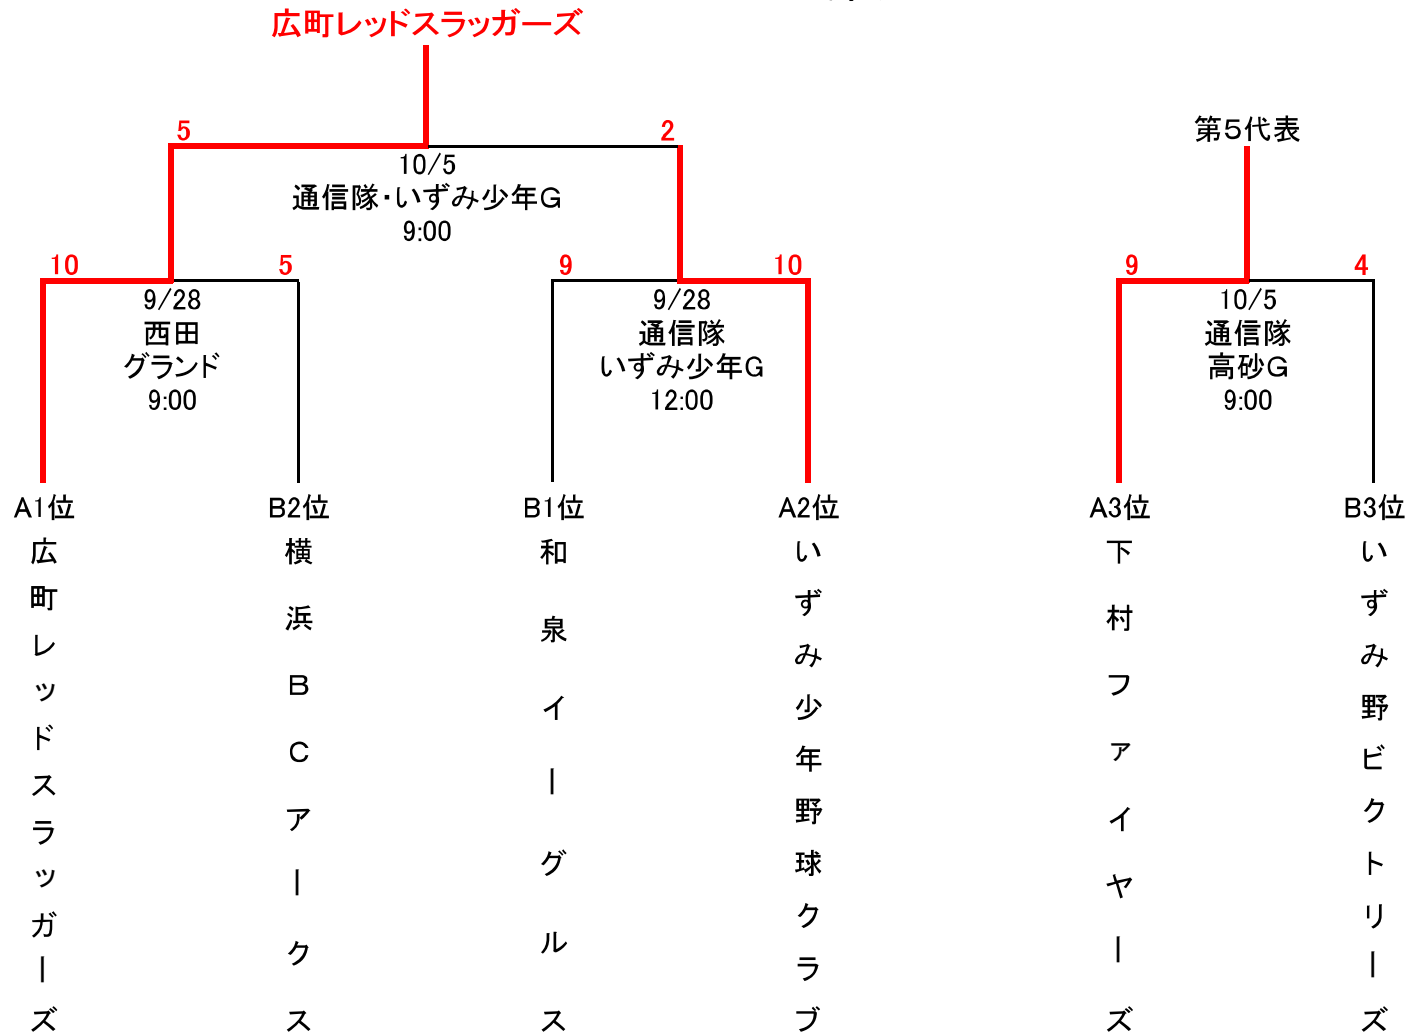 広町レッドスラッガーズ
5
2
第5代表
10/5
通信隊・いずみ少年G
9:00
10
5
9
10
9
4
9/28
西田
グランド
9:00
9/28
通信隊
いずみ少年G
12:00
10/5
通信隊
高砂G
9:00
A1位
B2位
B1位
A2位
A3位
B3位
広町レッドスラッガーズ
横浜BCアークス
和泉イーグルス
いずみ少年野球クラブ
下村ファイヤーズ
いずみ野ビクトリーズ